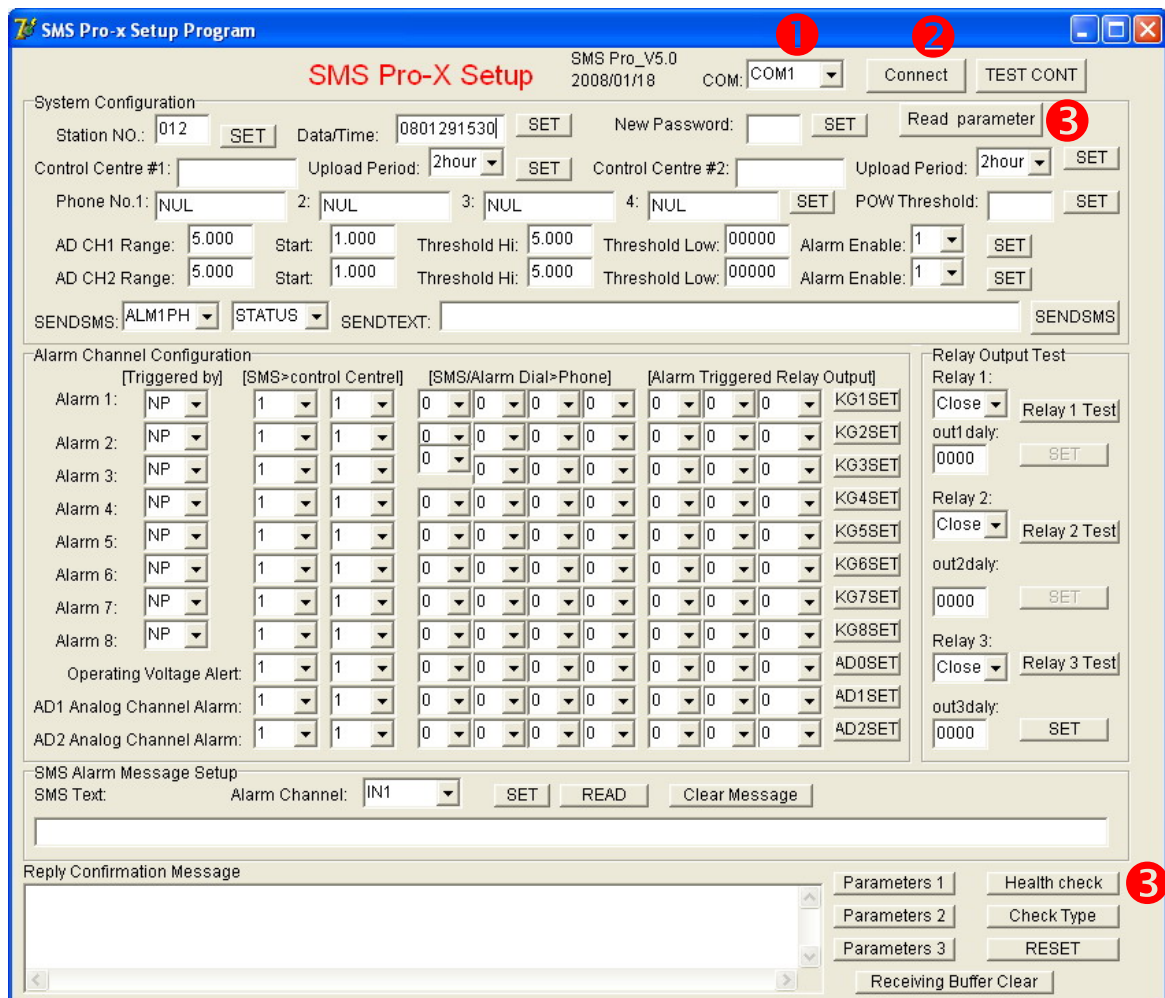 SMS Pro-x Setup Program
1 2
SMS Pro-X Setup SMS Pro_V5.0 2008/01/18 COM: COM1 Connect TEST CONT
System Configuration
Station NO.: 012 SET Data/Time: 0801291530 SET New Password: SET Read parameter 3
Control Centre #1: Upload Period: 2hour SET Control Centre #2: Upload Period: 2hour SET
Phone No.1: NUL 2: NUL 3: NUL 4: NUL SET POW Threshold: SET
AD CH1 Range: 5.000 Start: 1.000 Threshold Hi: 5.000 Threshold Low: 00000 Alarm Enable: 1 SET
AD CH2 Range: 5.000 Start: 1.000 Threshold Hi: 5.000 Threshold Low: 00000 Alarm Enable: 1 SET
SENDSMS: ALM1PH STATUS SENDTEXT: SENDSMS
Alarm Channel Configuration
[Triggered by] [SMS>control Centrel] [SMS/Alarm Dial>Phone] [Alarm Triggered Relay Output]
Alarm 1: NP 1 1 0 0 0 0 0 0 0 KG1SET
Alarm 2: NP 1 1 0 0 0 0 0 0 0 KG2SET
Alarm 3: NP 1 1 0 0 0 0 0 0 0 KG3SET
Alarm 4: NP 1 1 0 0 0 0 0 0 0 KG4SET
Alarm 5: NP 1 1 0 0 0 0 0 0 0 KG5SET
Alarm 6: NP 1 1 0 0 0 0 0 0 0 KG6SET
Alarm 7: NP 1 1 0 0 0 0 0 0 0 KG7SET
Alarm 8: NP 1 1 0 0 0 0 0 0 0 KG8SET
Operating Voltage Alert: 1 1 0 0 0 0 0 0 0 AD0SET
AD1 Analog Channel Alarm: 1 1 0 0 0 0 0 0 0 AD1SET
AD2 Analog Channel Alarm: 1 1 0 0 0 0 0 0 0 AD2SET
Relay Output Test
Relay 1:
Close Relay 1 Test
out1daly:
0000 SET
Relay 2:
Close Relay 2 Test
out2daly:
0000 SET
Relay 3:
Close Relay 3 Test
out3daly:
0000 SET
SMS Alarm Message Setup
SMS Text: Alarm Channel: IN1 SET READ Clear Message
Reply Confirmation Message
Parameters 1 Health check 3
Parameters 2 Check Type
Parameters 3 RESET
Receiving Buffer Clear